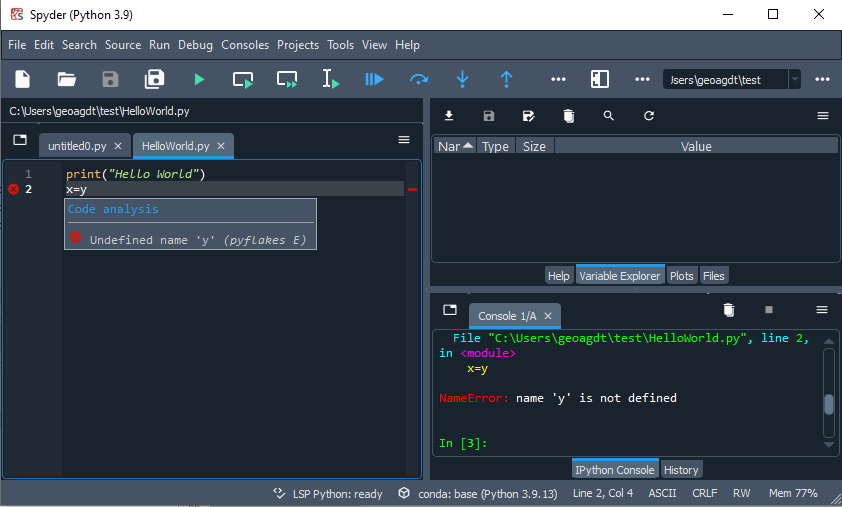 Spyder (Python 3.9)
File Edit Search Source Run Debug Consoles Projects Tools View Help
C:\Users\geoagdt\test\HelloWorld.py
untitled0.py HelloWorld.py
1 print("Hello World")
2 x=y
Code analysis
Undefined name 'y' (pyflakes E)
Jsers\geoagdt\test
Nar Type Size Value
Help Variable Explorer Plots Files
Console 1/A
File "C:\Users\geoagdt\test\HelloWorld.py", line 2,
in <module>
x=y
NameError: name 'y' is not defined
In [3]:
IPython Console History
LSP Python: ready conda: base (Python 3.9.13) Line 2, Col 4 ASCII CRLF RW Mem 77%